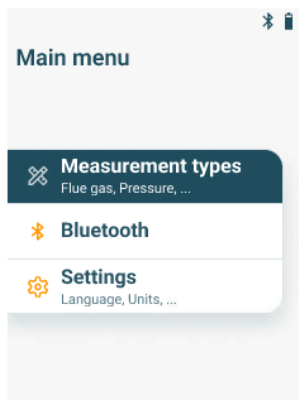 Main menu
Measurement types
Flue gas, Pressure, ...
Bluetooth
Settings
Language, Units, ...